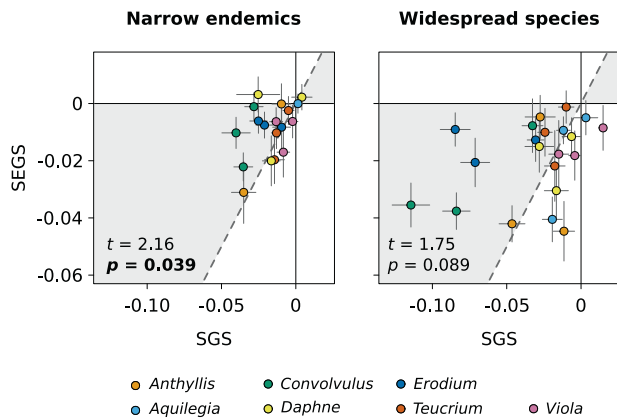 Narrow endemics
Widespread species
SEGS
0
-0.02
-0.04
-0.06
t = 2.16
p = 0.039
t = 1.75
p = 0.089
-0.10
-0.05
0
-0.10
-0.05
0
SGS
SGS
Anthyllis
Convolvulus
Erodium
Aquilegia
Daphne
Teucrium
Viola